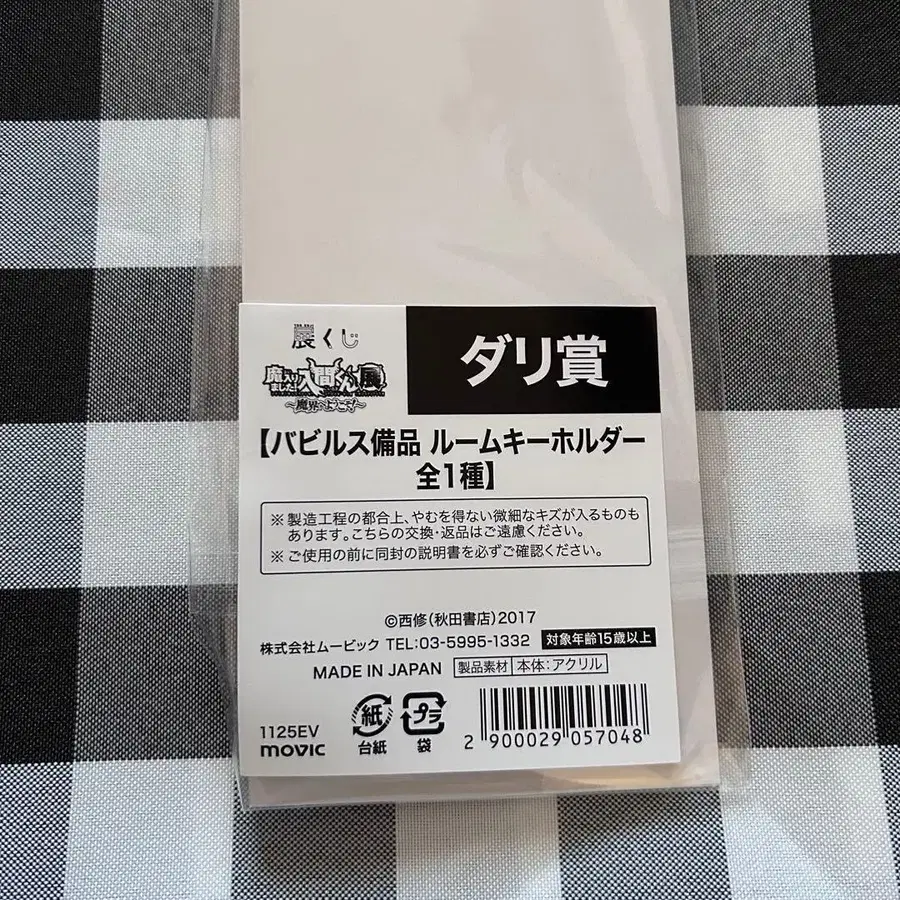 展くじ
ダリ賞
魔入りました!入間くん展
~魔界へようこそ!~
【バビルス備品 ルームキーホルダー
全1種】
※製造工程の都合上、やむを得ない微細なキズが入るものも
あります。こちらの交換・返品はご遠慮ください。
※ご使用の前に同封の説明書を必ずご確認ください。
©西修(秋田書店)2017
株式会社ムービック TEL:03-5995-1332 対象年齢15歳以上
MADE IN JAPAN 製品素材 本体:アクリル
紙 プラ
1125EV 台紙 袋
movic
2 900029 057048